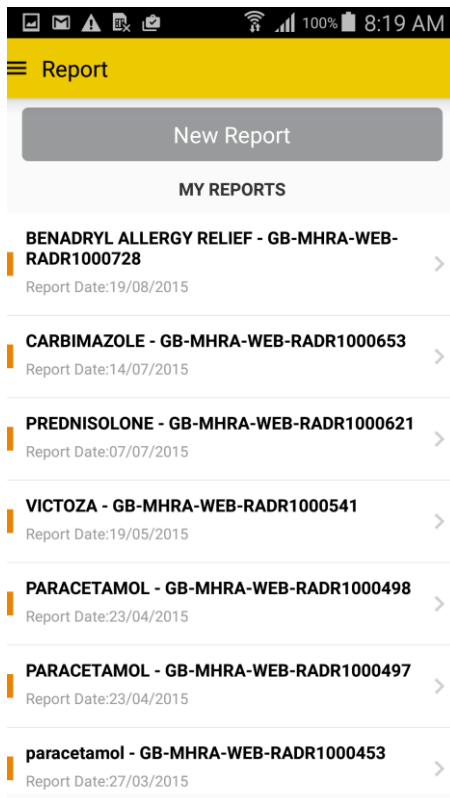 100% 8:19 AM
Report
New Report
MY REPORTS
BENADRYL ALLERGY RELIEF - GB-MHRA-WEB-
RADR1000728
Report Date:19/08/2015
CARBIMAZOLE - GB-MHRA-WEB-RADR1000653
Report Date:14/07/2015
PREDNISOLONE - GB-MHRA-WEB-RADR1000621
Report Date:07/07/2015
VICTOZA - GB-MHRA-WEB-RADR1000541
Report Date:19/05/2015
PARACETAMOL - GB-MHRA-WEB-RADR1000498
Report Date:23/04/2015
PARACETAMOL - GB-MHRA-WEB-RADR1000497
Report Date:23/04/2015
paracetamol - GB-MHRA-WEB-RADR1000453
Report Date:27/03/2015